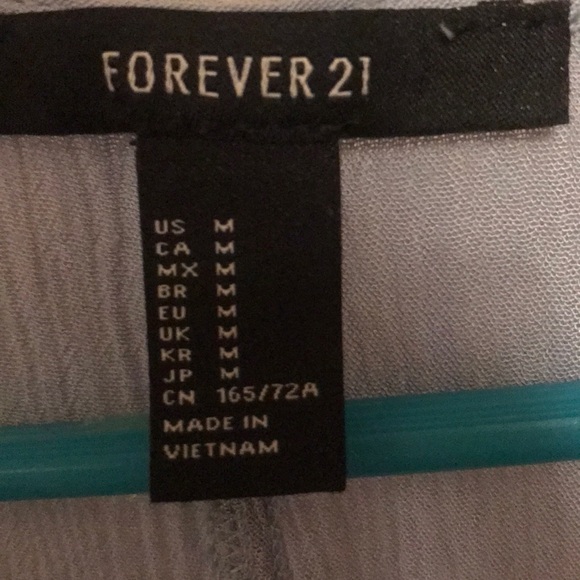 FOREVER 21
US M
CA M
MX M
BR M
EU M
UK M
KR M
JP M
CN 165/72A
MADE IN
VIETNAM